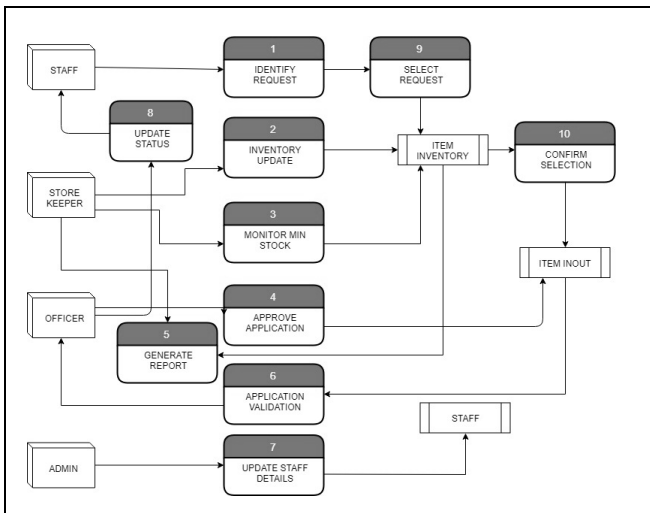 1
IDENTIFY
REQUEST
9
SELECT
REQUEST
STAFF
8
UPDATE
STATUS
2
INVENTORY
UPDATE
ITEM
INVENTORY
10
CONFIRM
SELECTION
STORE
KEEPER
3
MONITOR MIN
STOCK
ITEM INOUT
4
APPROVE
APPLICATION
OFFICER
5
GENERATE
REPORT
6
APPLICATION
VALIDATION
STAFF
7
UPDATE STAFF
DETAILS
ADMIN